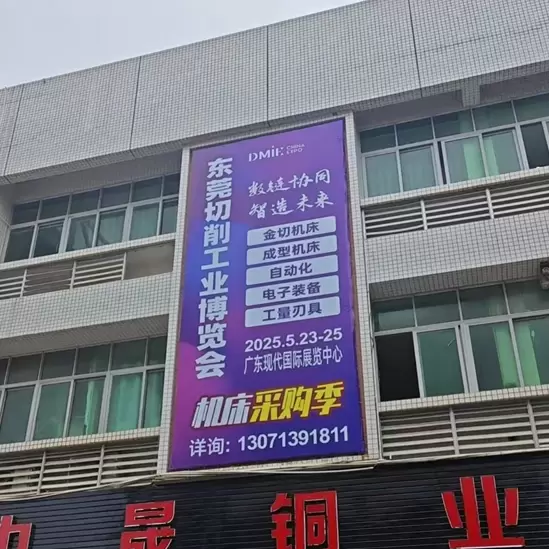 DMiE CHINA EXPO
东莞切削工业博览会
数链协同
智造未来
金切机床
成型机床
自动化
电子装备
工量刃具
2025.5.23-25
广东现代国际展览中心
机床采购季
详询: 13071391811
晟铜业